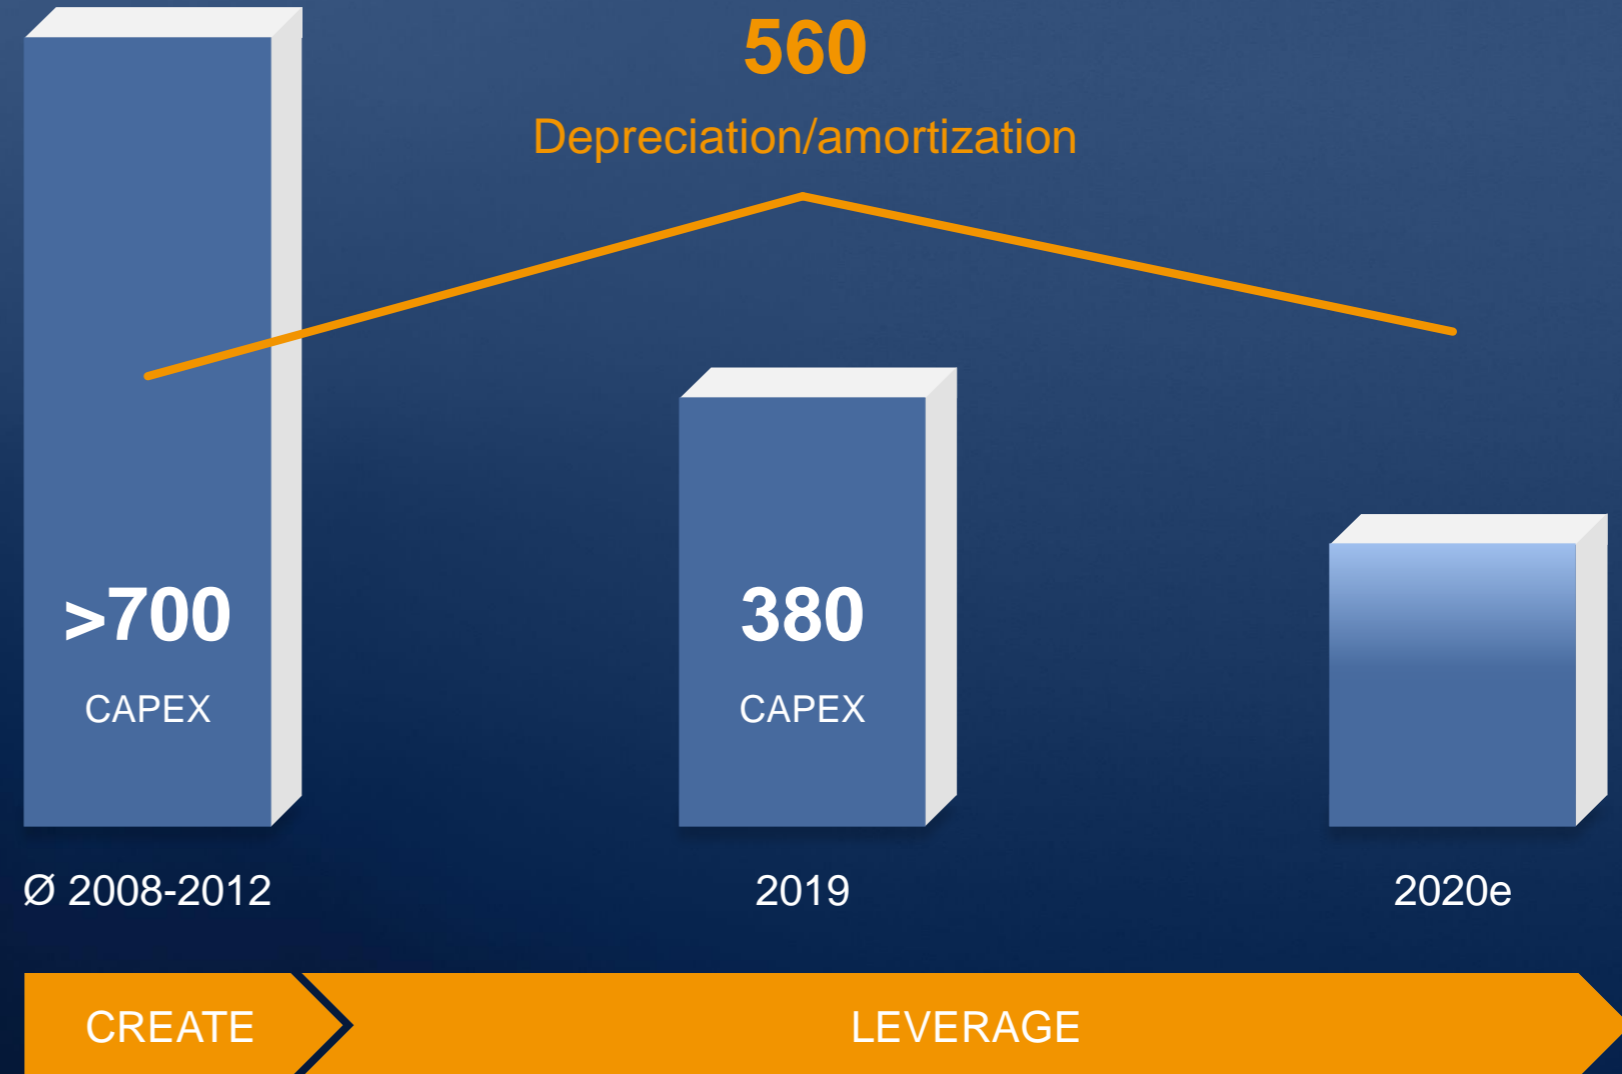 560
Depreciation/amortization
>700
CAPEX
380
CAPEX
Ø 2008-2012
2019
2020e
CREATE
LEVERAGE